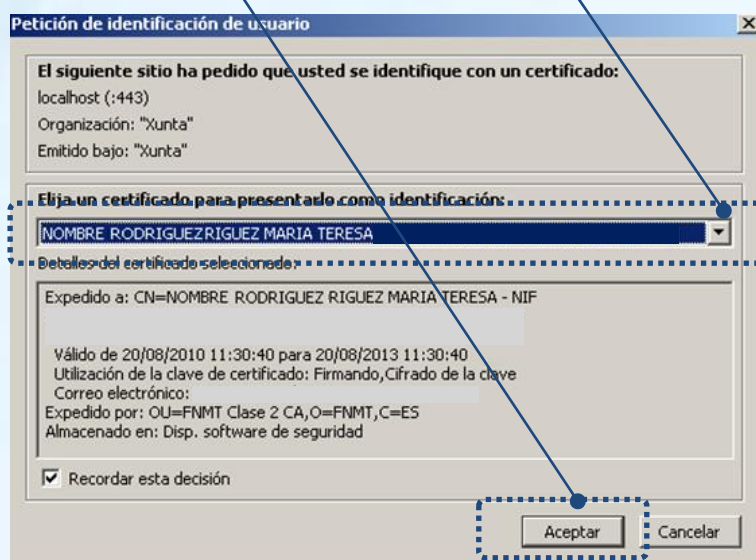 Petición de identificación de usuario
El siguiente sitio ha pedido que usted se identifique con un certificado:
localhost (:443)
Organización: "Xunta"
Emitido bajo: "Xunta"
Elija un certificado para presentarlo como identificación:
NOMBRE RODRIGUEZRIGUEZ MARIA TERESA
Detalles del certificado seleccionado:
Expedido a: CN=NOMBRE RODRIGUEZ RIGUEZ MARIA TERESA - NIF
Válido de 20/08/2010 11:30:40 para 20/08/2013 11:30:40
Utilización de la clave de certificado: Firmando,Cifrado de la clave
Correo electrónico:
Expedido por: OU=FNMT Clase 2 CA,O=FNMT,C=ES
Almacenado en: Disp. software de seguridad
Recordar esta decisión
Aceptar Cancelar